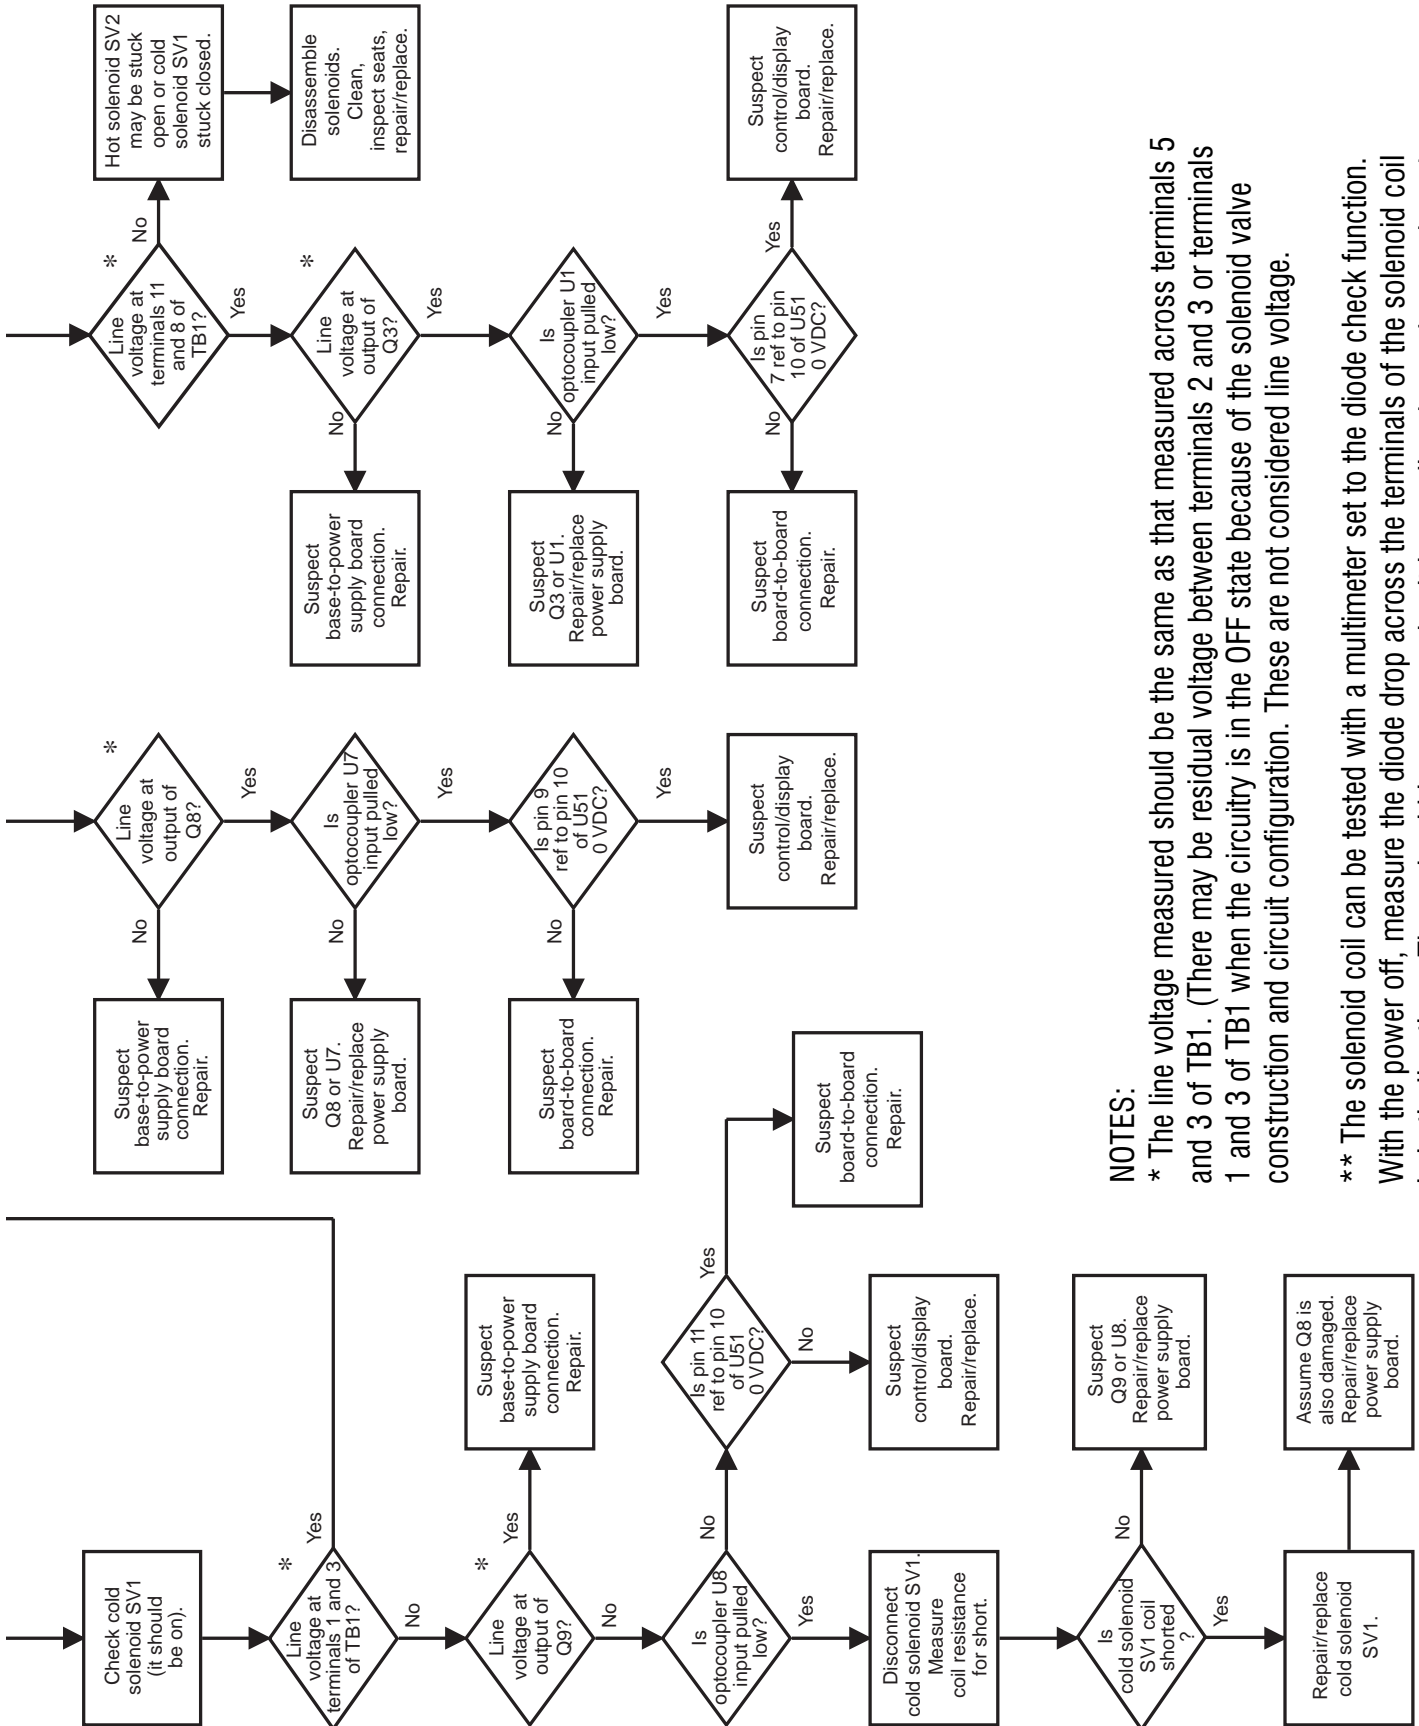 Check cold
solenoid SV1
(it should
be on).
*
Line
voltage at
terminals 1 and 3
of TB1?
Yes
No
*
Line
voltage at
output of
Q9?
Yes
Suspect
base-to-power
supply board
connection.
Repair.
No
Is
optocoupler U8
input pulled
low?
No
Is pin 11
ref to pin 10
of U51
0 VDC?
Yes
Suspect
board-to-board
connection.
Repair.
No
Suspect
control/display
board.
Repair/replace.
Yes
Disconnect
cold solenoid SV1.
Measure
coil resistance
for short.
Is
cold solenoid
SV1 coil
shorted
?
No
Suspect
Q9 or U8.
Repair/replace
power supply
board.
Yes
Repair/replace
cold solenoid
SV1.
Assume Q8 is
also damaged.
Repair/replace
power supply
board.
*
Line
voltage at
output of
Q8?
No
Suspect
base-to-power
supply board
connection.
Repair.
Yes
Is
optocoupler U7
input pulled
low?
No
Suspect
Q8 or U7.
Repair/replace
power supply
board.
Yes
Is pin 9
ref to pin 10
of U51
0 VDC?
No
Suspect
board-to-board
connection.
Repair.
Yes
Suspect
control/display
board.
Repair/replace.
*
Line
voltage at
terminals 11
and 8 of
TB1?
No
Hot solenoid SV2
may be stuck
open or cold
solenoid SV1
stuck closed.
Disassemble
solenoids.
Clean,
inspect seats,
repair/replace.
Yes
*
Line
voltage at
output of
Q3?
No
Suspect
base-to-power
supply board
connection.
Repair.
Yes
Is
optocoupler U1
input pulled
low?
No
Suspect
Q3 or U1.
Repair/replace
power supply
board.
Yes
Is pin
7 ref to pin
10 of U51
0 VDC?
No
Suspect
board-to-board
connection.
Repair.
Yes
Suspect
control/display
board.
Repair/replace.
NOTES:
* The line voltage measured should be the same as that measured across terminals 5
and 3 of TB1. (There may be residual voltage between terminals 2 and 3 or terminals
1 and 3 of TB1 when the circuitry is in the OFF state because of the solenoid valve
construction and circuit configuration. These are not considered line voltage.
** The solenoid coil can be tested with a multimeter set to the diode check function.
With the power off, measure the diode drop across the terminals of the solenoid coil